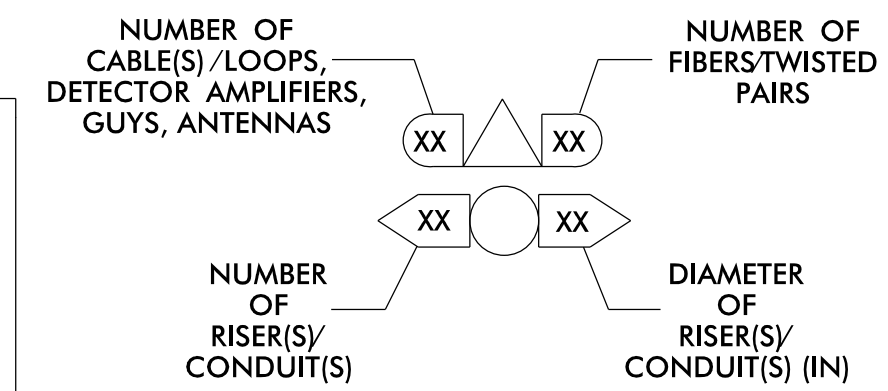 NUMBER OF
CABLE(S)/LOOPS,
DETECTOR AMPLIFIERS,
GUYS, ANTENNAS
NUMBER OF
FIBERS/TWISTED
PAIRS
XX
XX
XX
XX
NUMBER
OF
RISER(S)/
CONDUIT(S)
DIAMETER
OF
RISER(S)/
CONDUIT(S) (IN)